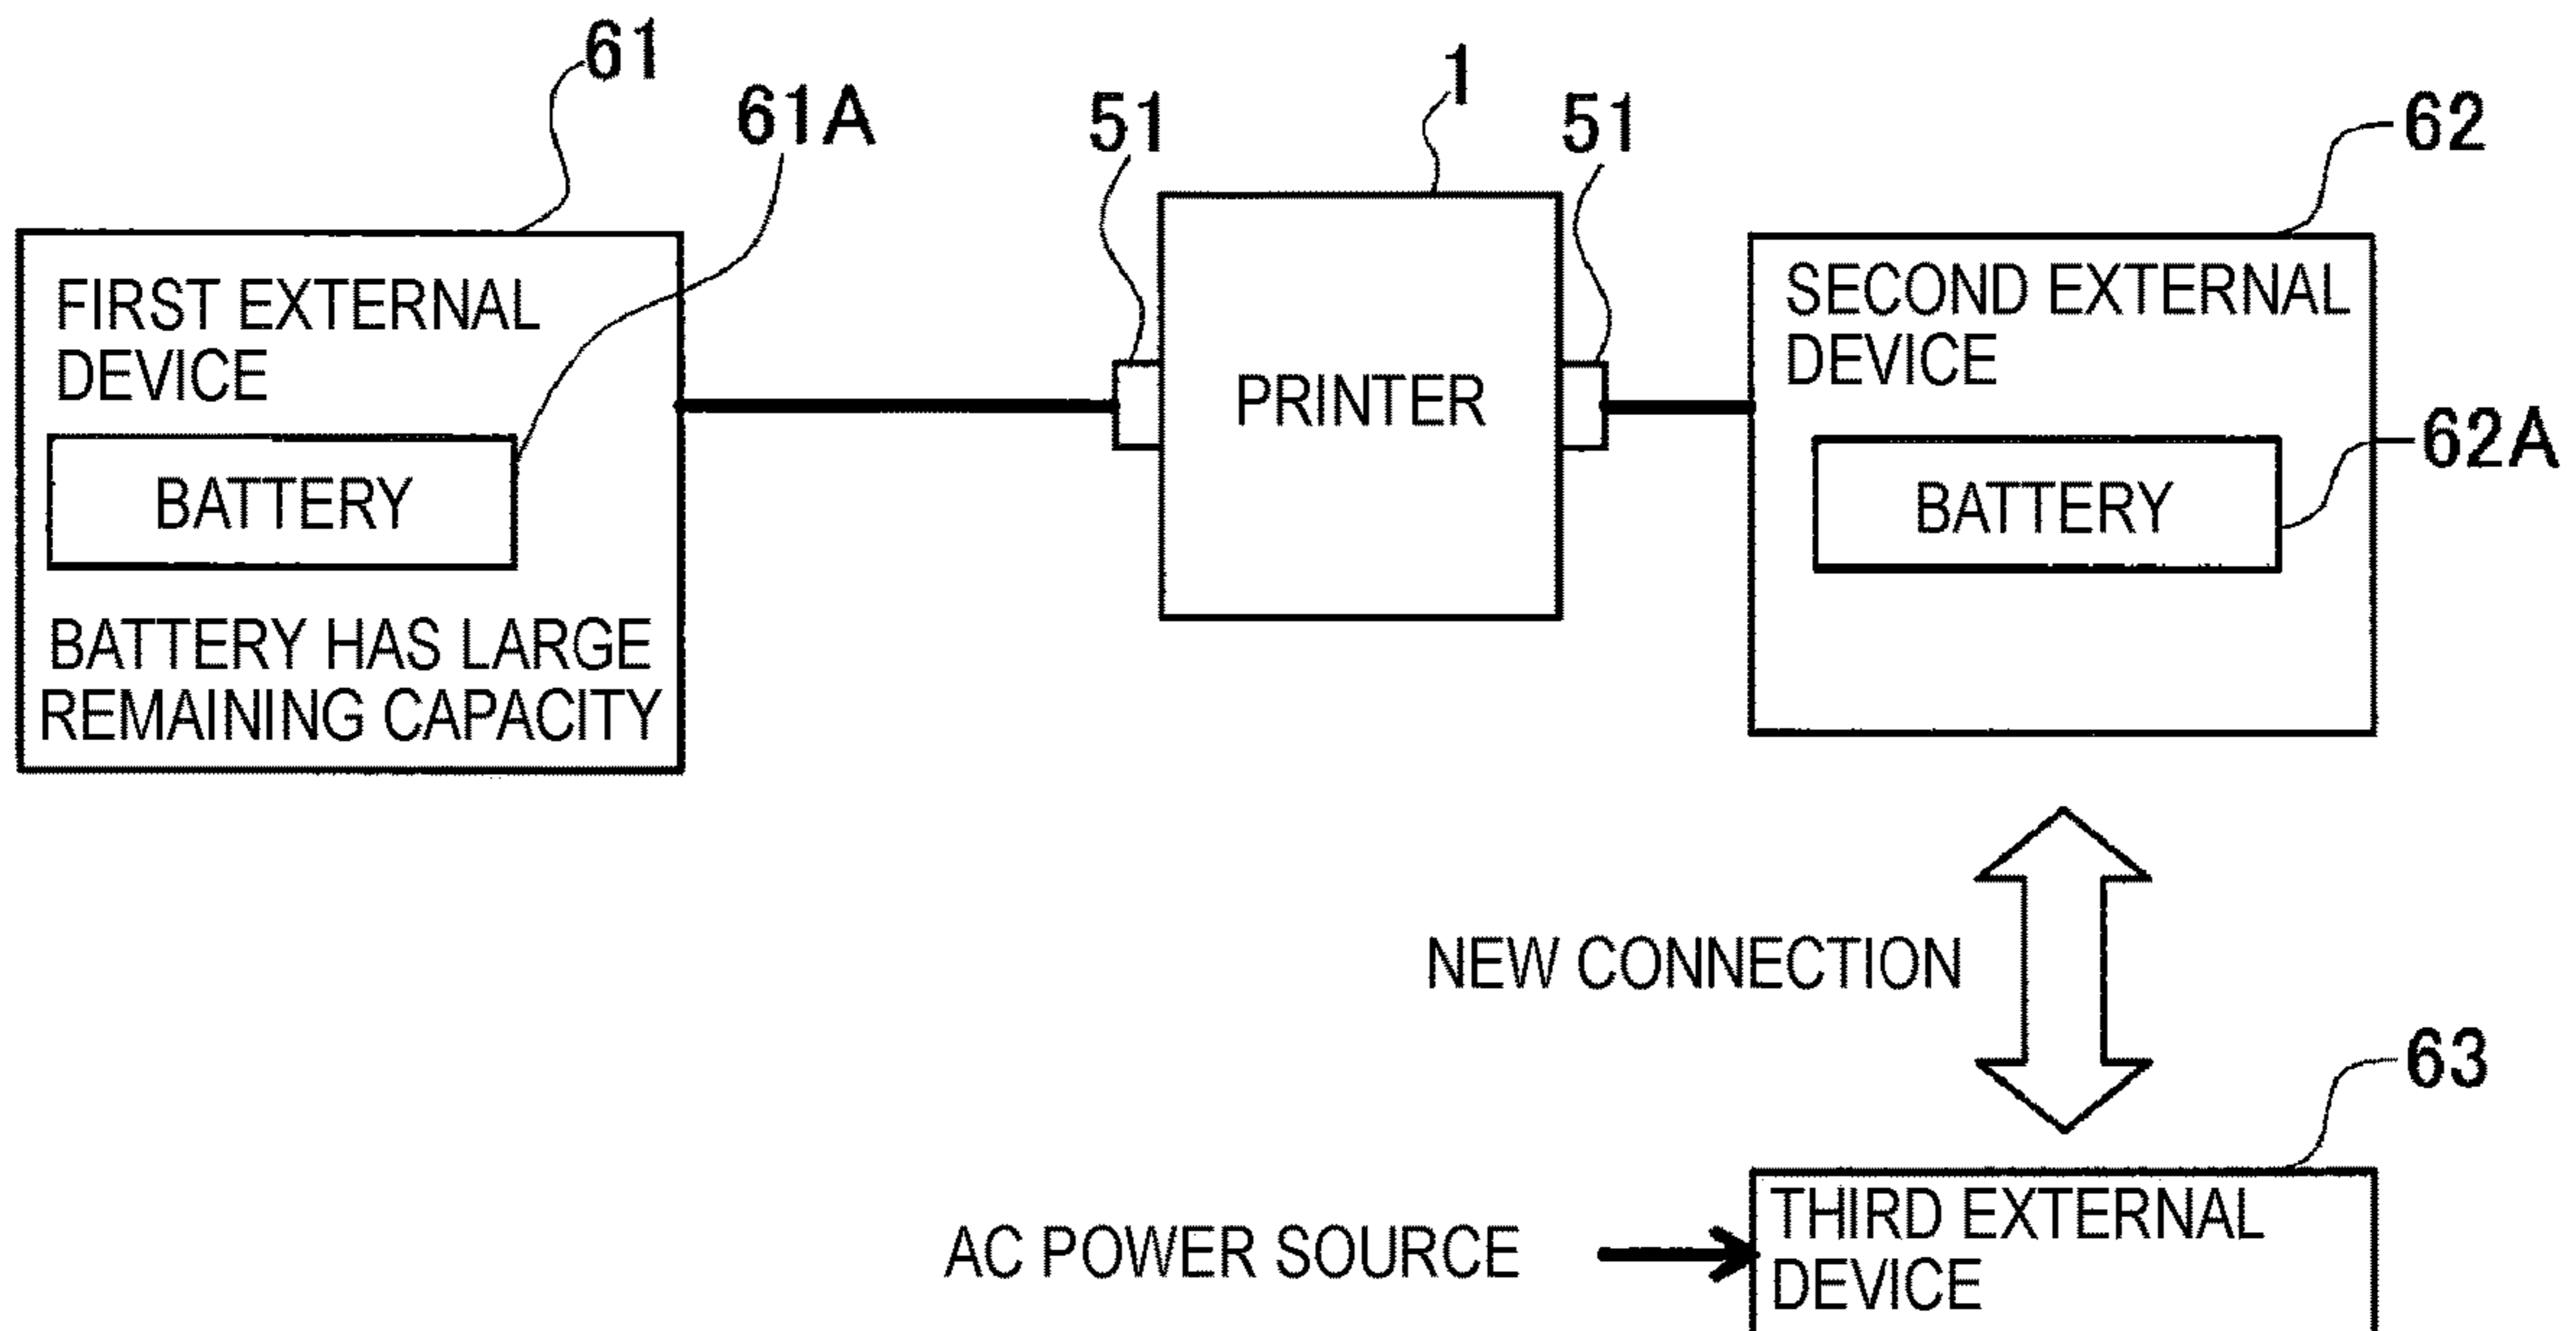 61
61A
51
1
51
62
FIRST EXTERNAL
DEVICE
BATTERY
BATTERY HAS LARGE
REMAINING CAPACITY
PRINTER
SECOND EXTERNAL
DEVICE
BATTERY
62A
NEW CONNECTION
63
AC POWER SOURCE
THIRD EXTERNAL
DEVICE